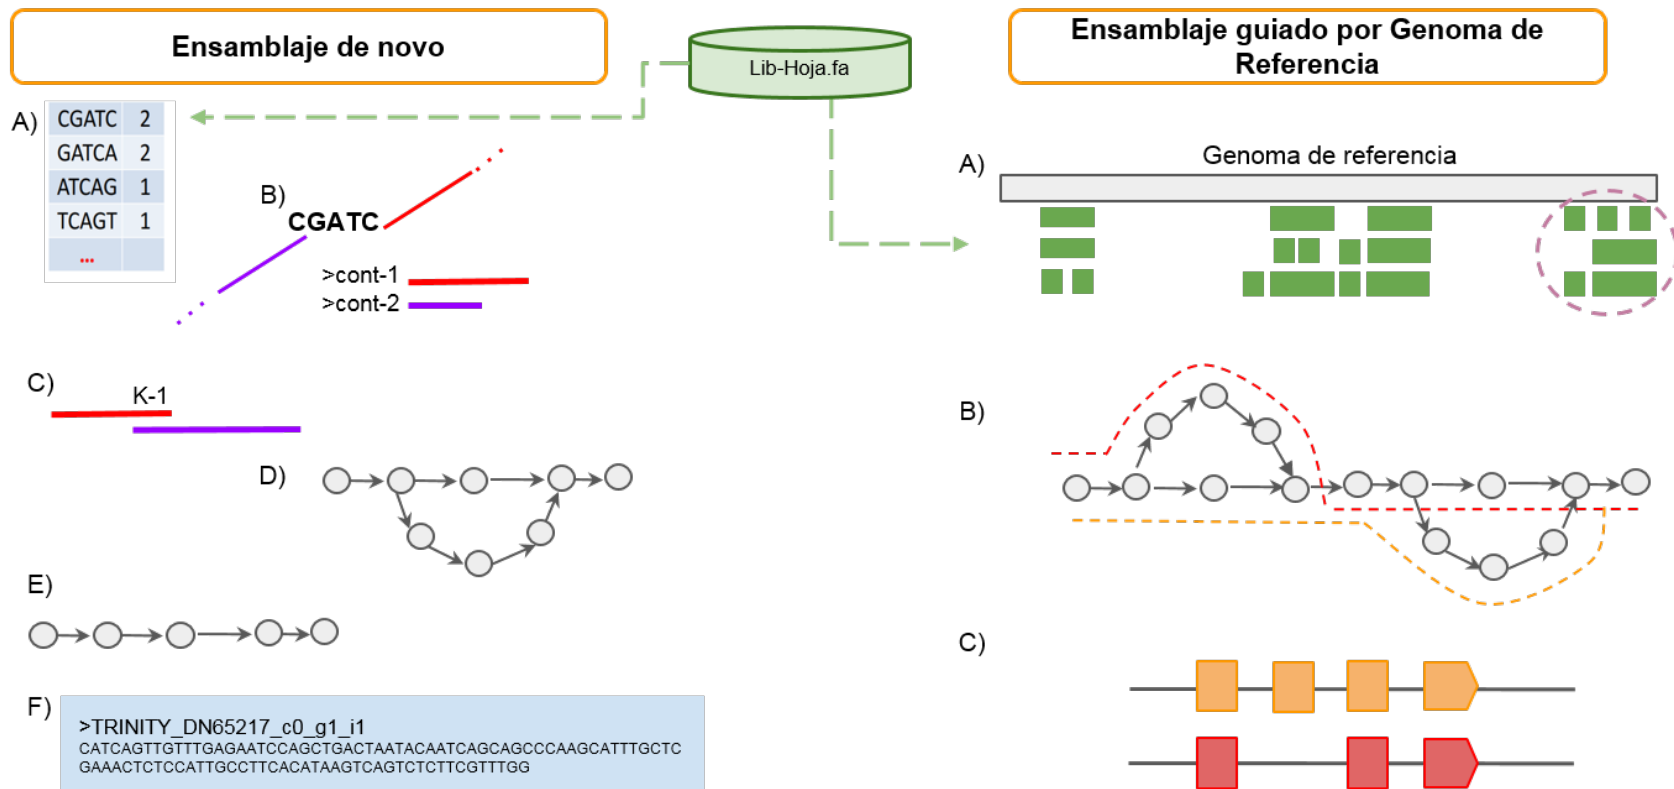 Ensamblaje de novo
Lib-Hoja.fa
Ensamblaje guiado por Genoma de
Referencia
A)
CGATC 2
GATCA 2
ATCAG 1
TCAGT 1
...
B)
CGATC
>cont-1
>cont-2
C)
K-1
D)
E)
F)
>TRINITY_DN65217_c0_g1_i1
CATCAGTTGTTTGAGAATCCAGCTGACTAATACAATCAGCAGCCCAAGCATTTGCTC
GAAACTCTCCATTGCCTTCACATAAGTCAGTCTCTTCGTTTGG
A)
Genoma de referencia
B)
C)